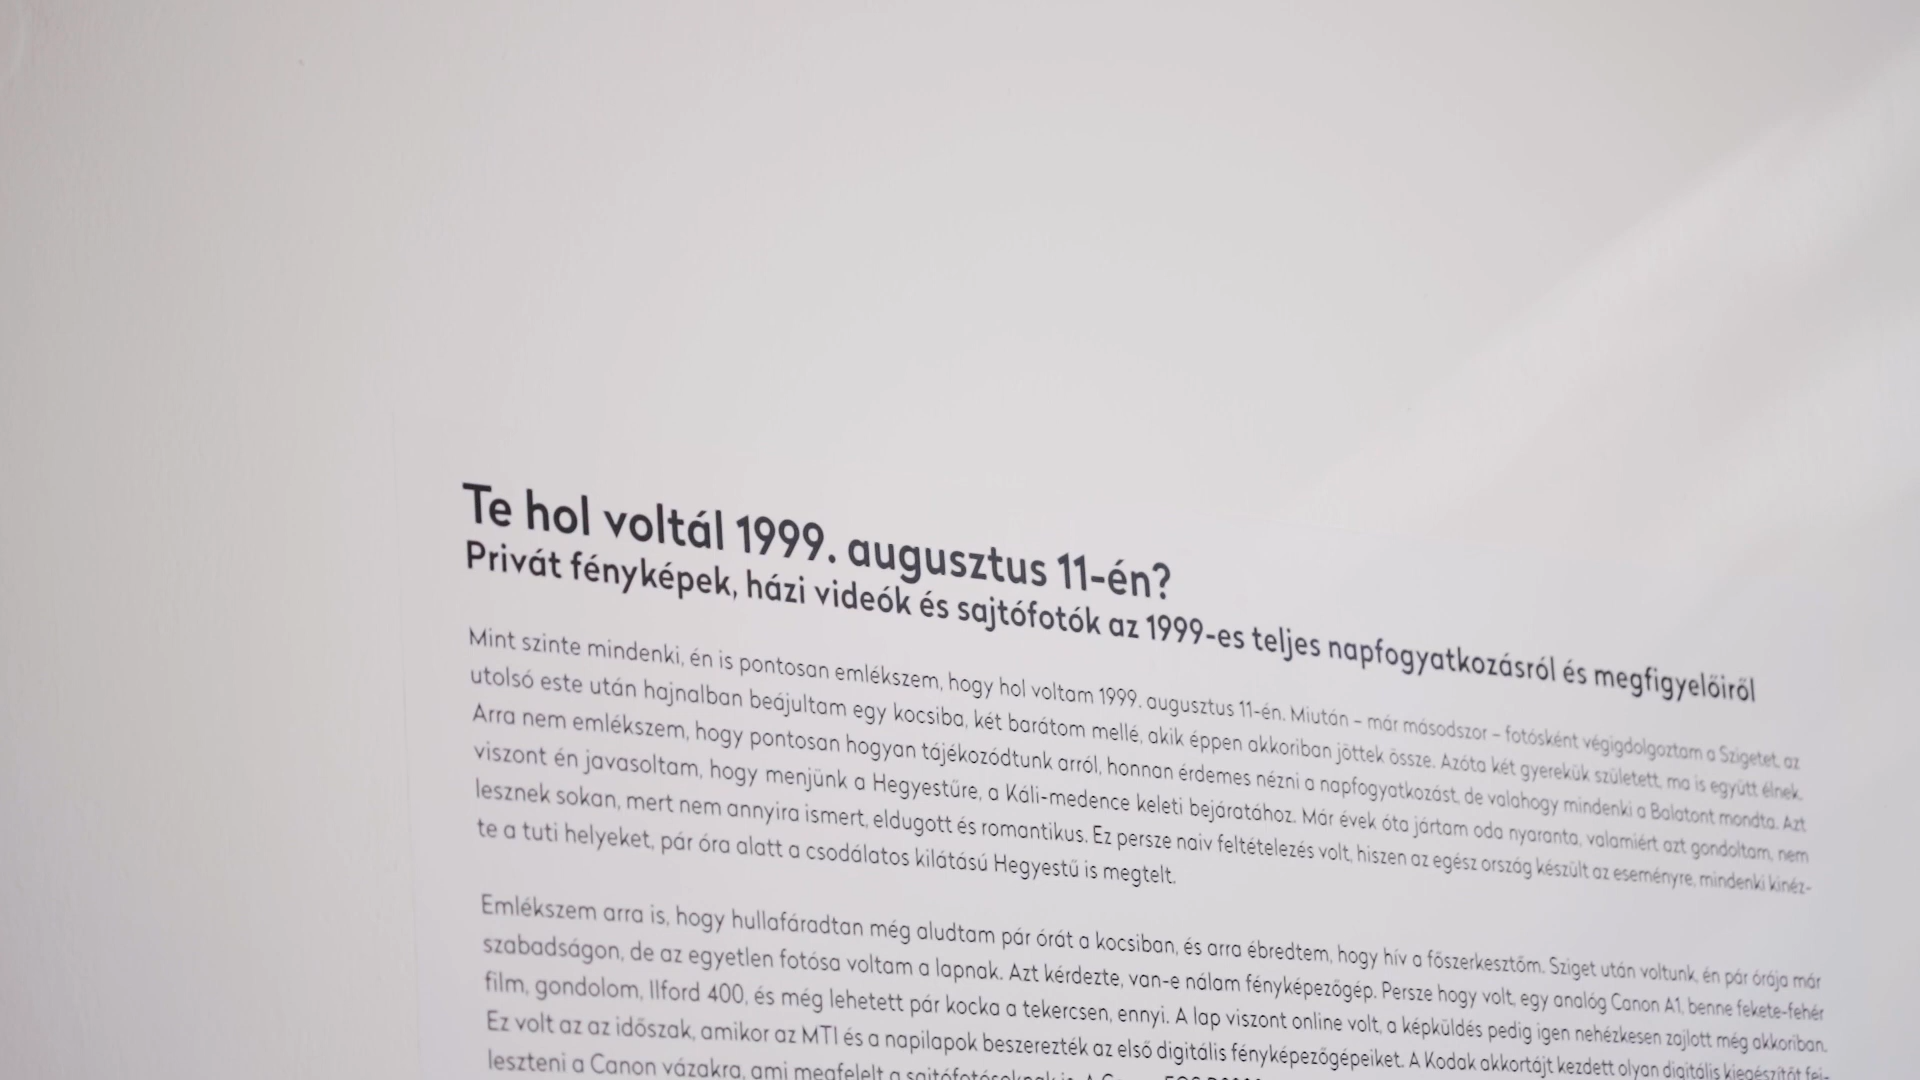 Te hol voltál 1999. augusztus 11-én?
Privát fényképek, házi videók és sajtófotók az 1999-es teljes napfogyatkozásról és megfigyelőiről
Mint szinte mindenki, én is pontosan emlékszem, hogy hol voltam 1999. augusztus 11-én. Miután – már másodszor – fotósként végigdolgoztam a Szigetet, az
utolsó este után hajnalban beájultam egy kocsiba, két barátom mellé, akik éppen akkoriban jöttek össze. Azóta két gyerekük született, ma is együtt élnek.
Arra nem emlékszem, hogy pontosan hogyan tájékozódtunk arról, honnan érdemes nézni a napfogyatkozást, de valahogy mindenki a Balatont mondta. Azt
viszont én javasoltam, hogy menjünk a Hegyestűre, a Káli-medence keleti bejáratához. Már évek óta jártam oda nyaranta, valamiért azt gondoltam, nem
lesznek sokan, mert nem annyira ismert, eldugott és romantikus. Ez persze naiv feltételezés volt, hiszen az egész ország készült az eseményre, mindenki kinéz-
te a tuti helyeket, pár óra alatt a csodálatos kilátású Hegyestű is megtelt.
Emlékszem arra is, hogy hullafáradtan még aludtam pár órát a kocsiban, és arra ébredtem, hogy hív a főszerkesztőm. Sziget után voltunk, én pár órája már
szabadságon, de az egyetlen fotósa voltam a lapnak. Azt kérdezte, van-e nálam fényképezőgép. Persze hogy volt, egy analóg Canon A1, benne fekete-fehér
film, gondolom, Ilford 400, és még lehetett pár kocka a tekercsen, ennyi. A lap viszont online volt, a képküldés pedig igen nehézkesen zajlott még akkoriban.
Ez volt az az időszak, amikor az MTI és a napilapok beszerezték az első digitális fényképezőgépeiket. A Kodak akkortájt kezdett olyan digitális kiegészítőt fej-
leszteni a Canon vázakra, ami megfelelt a